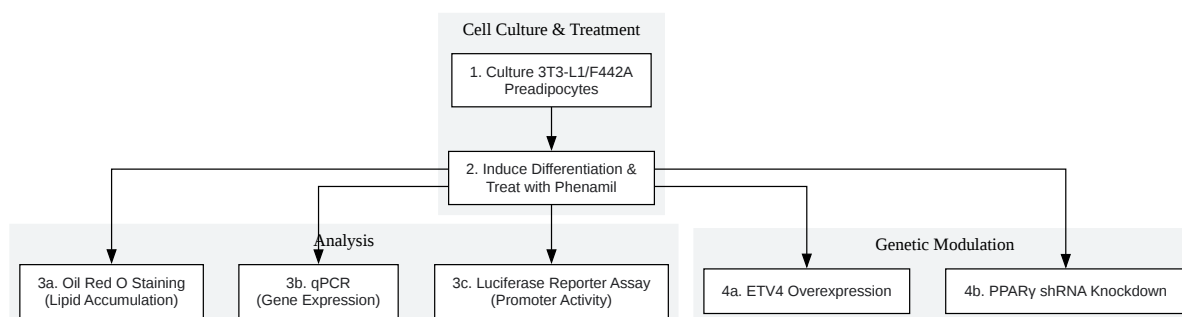 Cell Culture & Treatment
1. Culture 3T3-L1/F442A
Preadipocytes
2. Induce Differentiation &
Treat with Phenamil
Analysis
3a. Oil Red O Staining
(Lipid Accumulation)
3b. qPCR
(Gene Expression)
3c. Luciferase Reporter Assay
(Promoter Activity)
Genetic Modulation
4a. ETV4 Overexpression
4b. PPARγ shRNA Knockdown